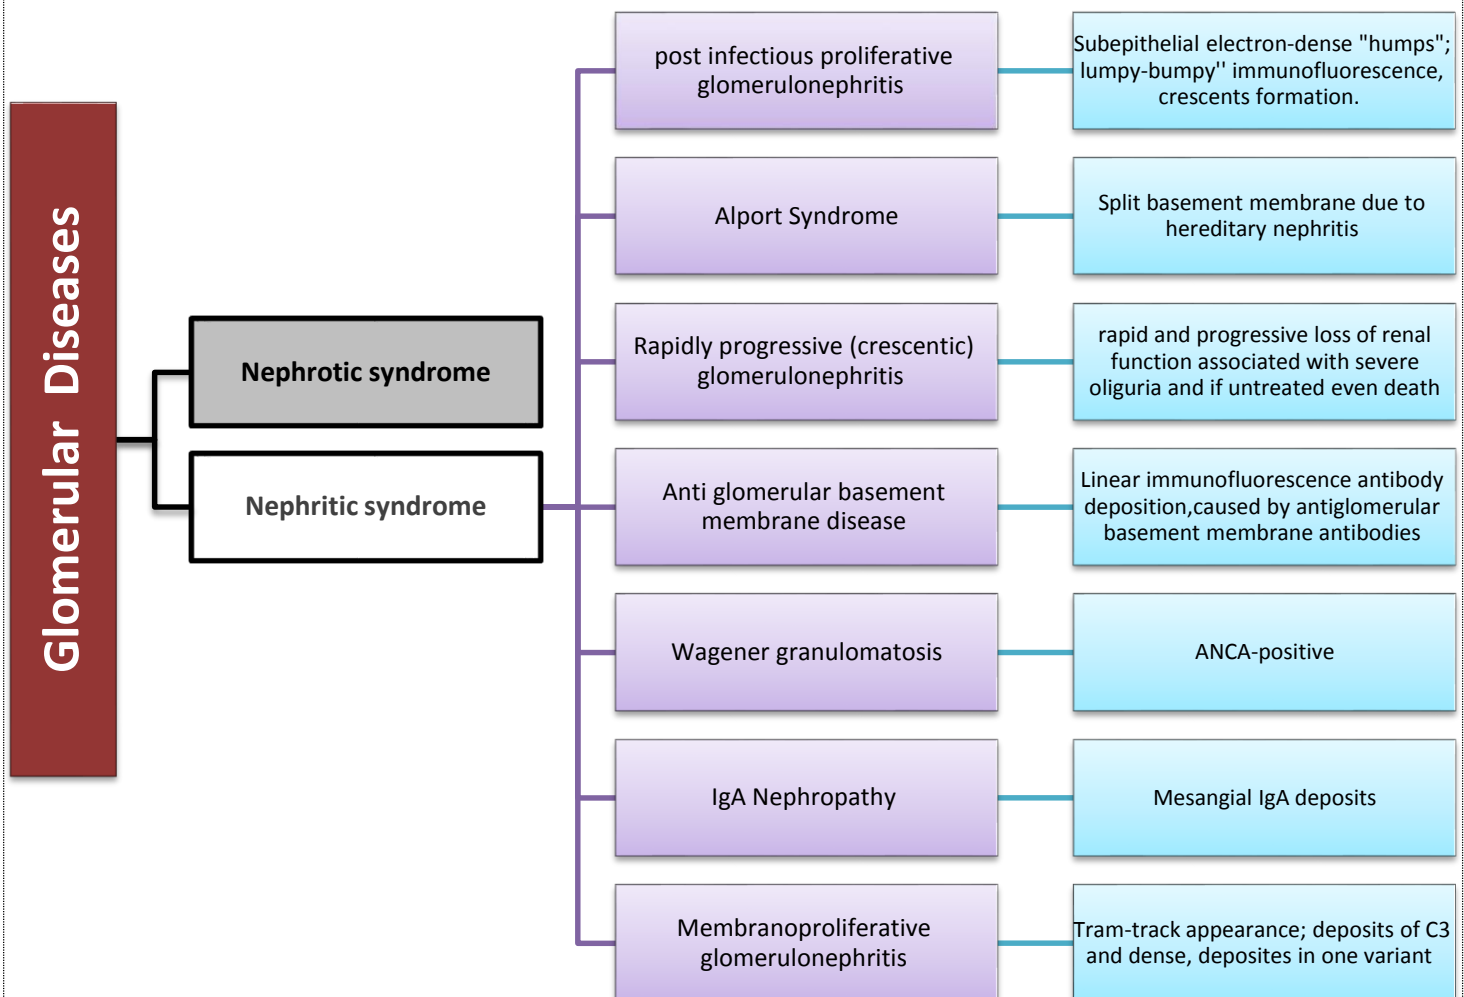 Glomerular Diseases
Nephrotic syndrome
Nephritic syndrome
post infectious proliferative
glomerulonephritis
Subepithelial electron-dense "humps";
lumpy-bumpy'' immunofluorescence,
crescents formation.
Alport Syndrome
Split basement membrane due to
hereditary nephritis
Rapidly progressive (crescentic)
glomerulonephritis
rapid and progressive loss of renal
function associated with severe
oliguria and if untreated even death
Anti glomerular basement
membrane disease
Linear immunofluorescence antibody
deposition,caused by antiglomerular
basement membrane antibodies
Wagener granulomatosis
ANCA-positive
IgA Nephropathy
Mesangial IgA deposits
Membranoproliferative
glomerulonephritis
Tram-track appearance; deposits of C3
and dense, deposites in one variant